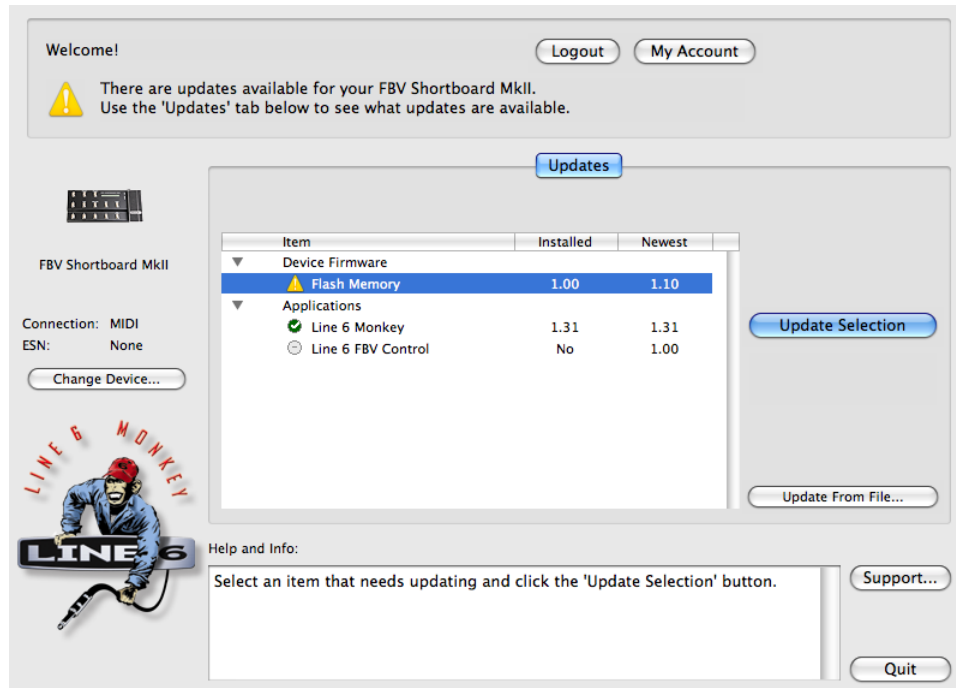 Welcome!
Logout
My Account
There are updates available for your FBV Shortboard MkII.
Use the 'Updates' tab below to see what updates are available.
Updates
FBV Shortboard MkII
Connection: MIDI
ESN: None
Change Device...
LINE 6 MONKEY
LINE 6
Item Installed Newest
Device Firmware
Flash Memory 1.00 1.10
Applications
Line 6 Monkey 1.31 1.31
Line 6 FBV Control No 1.00
Update Selection
Update From File...
Help and Info:
Select an item that needs updating and click the 'Update Selection' button.
Support...
Quit